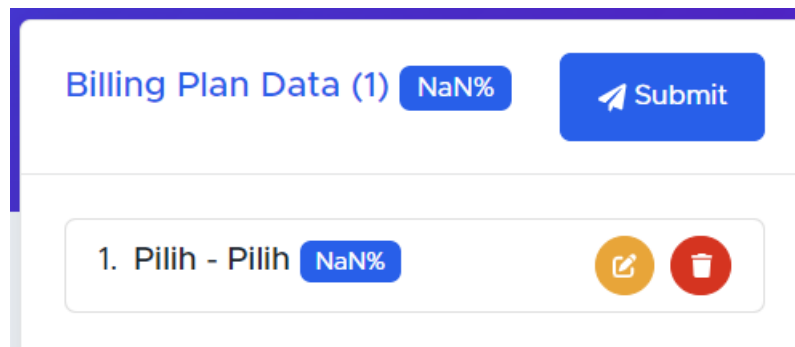 Billing Plan Data (1) NaN% Submit
1. Pilih - Pilih NaN%